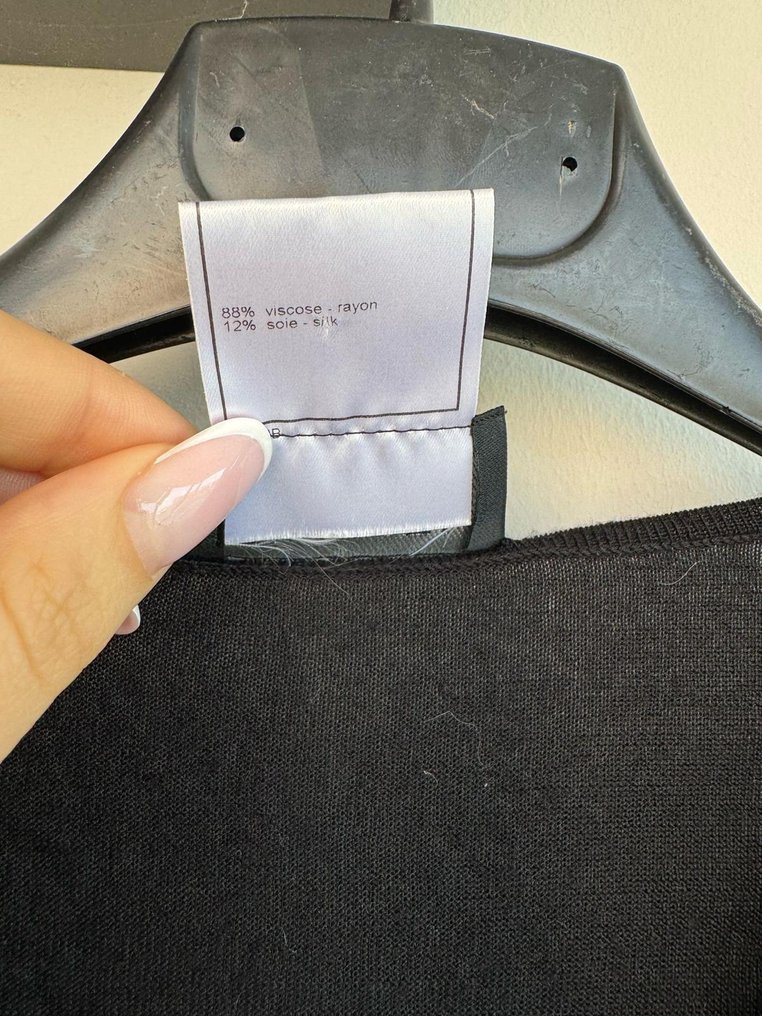 88% viscose - rayon
12% soie - silk